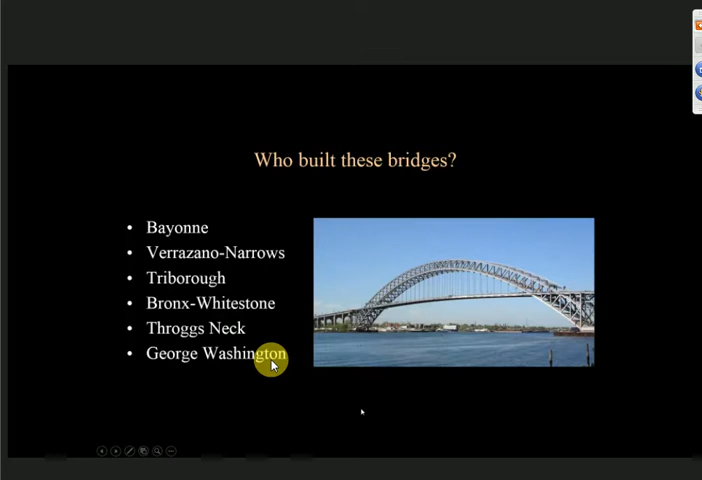 Who built these bridges?
• Bayonne
• Verrazano-Narrows
• Triborough
• Bronx-Whitestone
• Throggs Neck
• George Washington